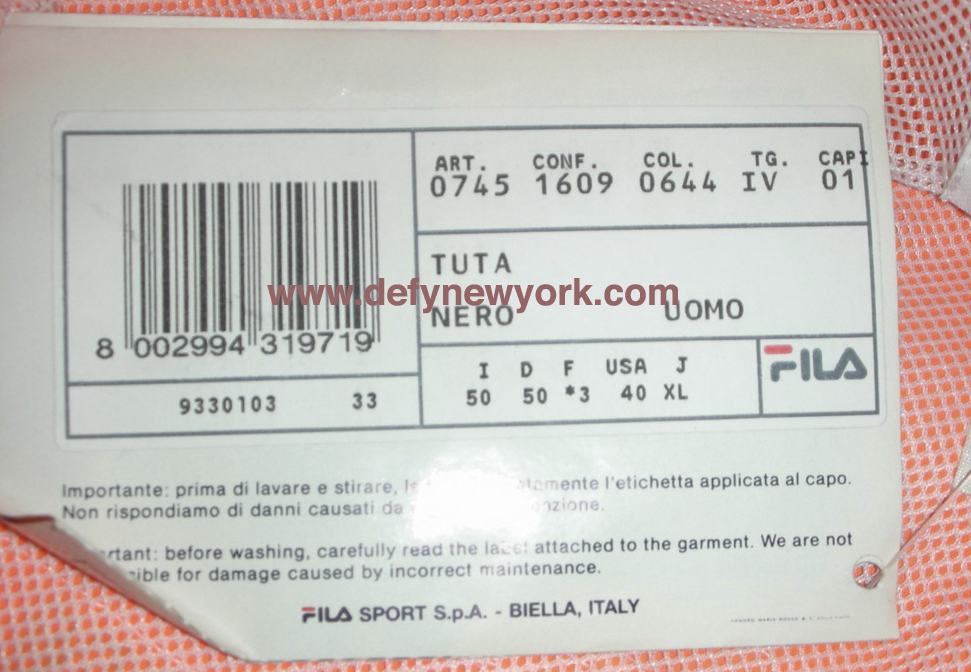 ART. CONF. COL. TG. CAPI
0745 1609 0644 IV 01
TUTA
www.defynewyork.com
NERO UOMO
8 002994 319719
I D F USA J
50 50 *3 40 XL
FILA
9330103 33
Importante: prima di lavare e stirare, l'etichetta applicata al capo.
Non rispondiamo di danni causati da
before washing, carefully read the label attached to the garment. We are not
for damage caused by incorrect maintenance.
FILA SPORT S.p.A. - BIELLA, ITALY